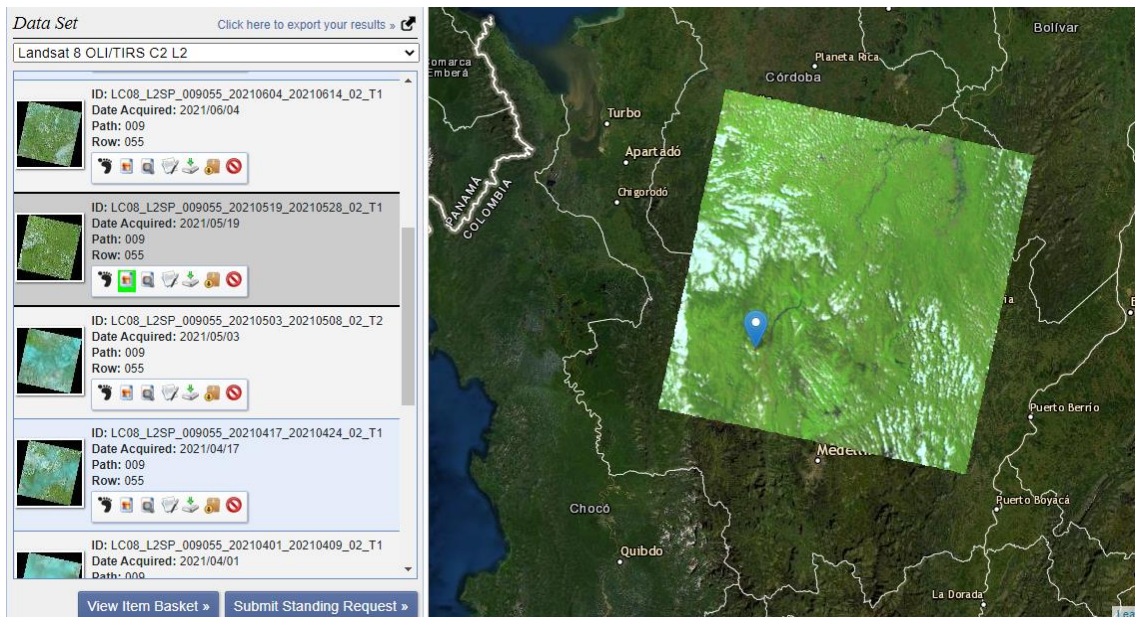 Data Set
Click here to export your results »
Landsat 8 OLI/TIRS C2 L2
ID: LC08_L2SP_009055_20210604_20210614_02_T1
Date Acquired: 2021/06/04
Path: 009
Row: 055
ID: LC08_L2SP_009055_20210519_20210528_02_T1
Date Acquired: 2021/05/19
Path: 009
Row: 055
ID: LC08_L2SP_009055_20210503_20210508_02_T2
Date Acquired: 2021/05/03
Path: 009
Row: 055
ID: LC08_L2SP_009055_20210417_20210424_02_T1
Date Acquired: 2021/04/17
Path: 009
Row: 055
ID: LC08_L2SP_009055_20210401_20210409_02_T1
Date Acquired: 2021/04/01
Path: 009
View Item Basket »
Submit Standing Request »
Bolívar
Planeta Rica
Córdoba
Emberá
Turbo
Apartadó
Chigorodó
PANAMÁ
COLOMBIA
Puerto Berrío
Puerto Boyacá
Chocó
Quibdo
La Dorada